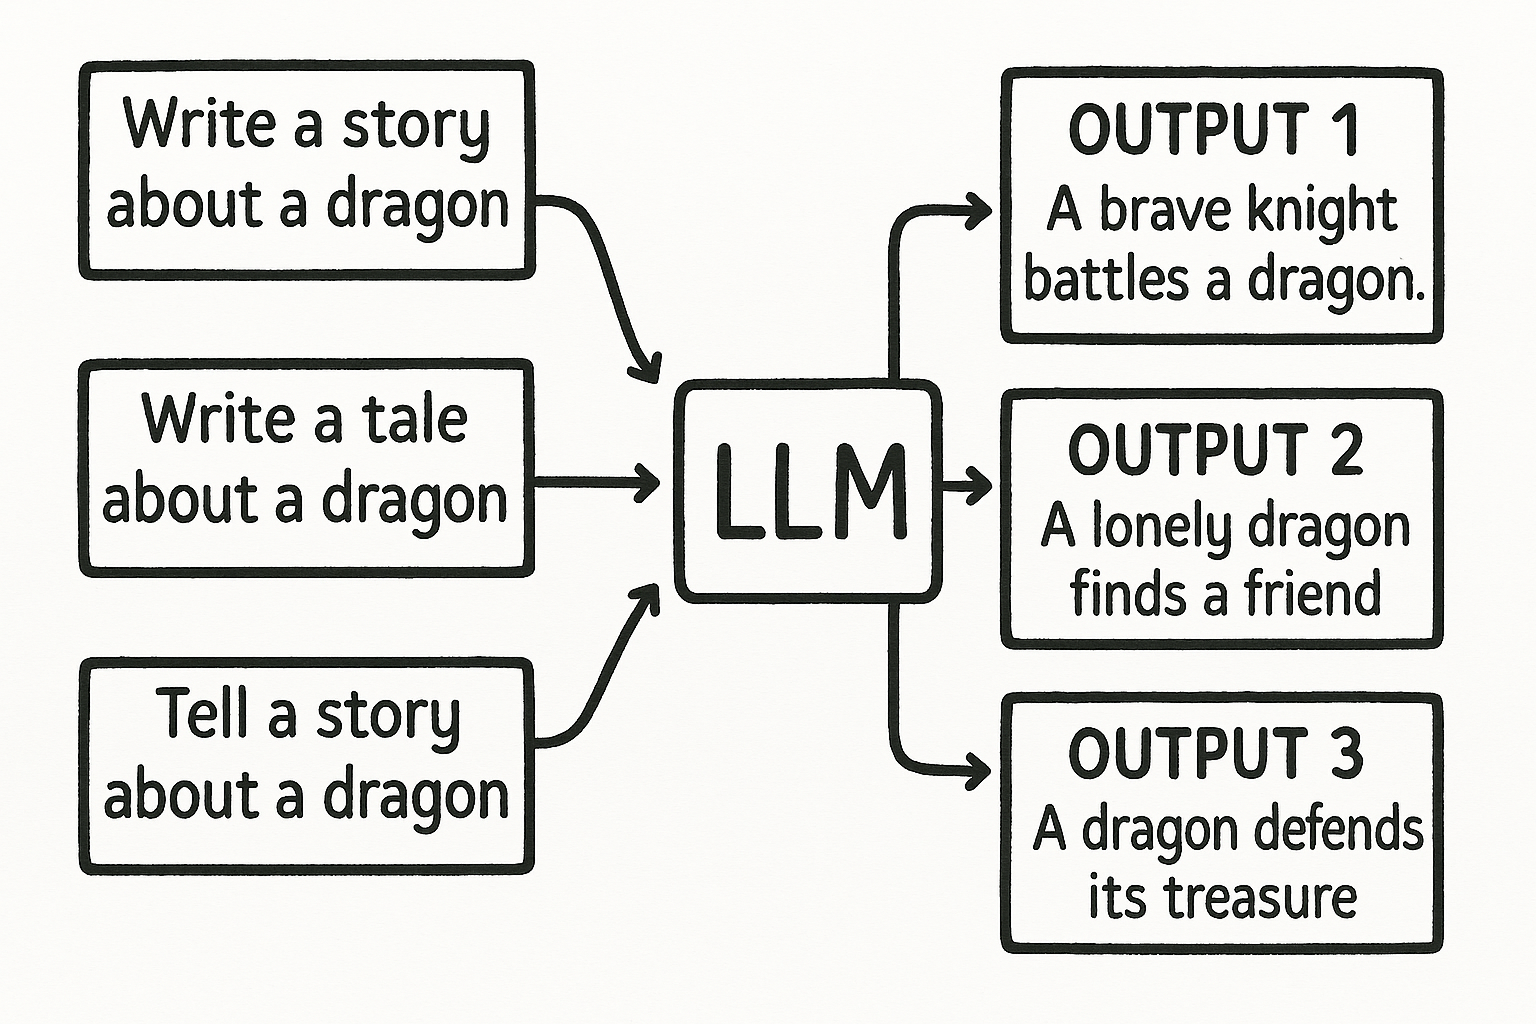 Write a story
about a dragon
Write a tale
about a dragon
Tell a story
about a dragon
LLM
OUTPUT 1
A brave knight
battles a dragon.
OUTPUT 2
A lonely dragon
finds a friend
OUTPUT 3
A dragon defends
its treasure